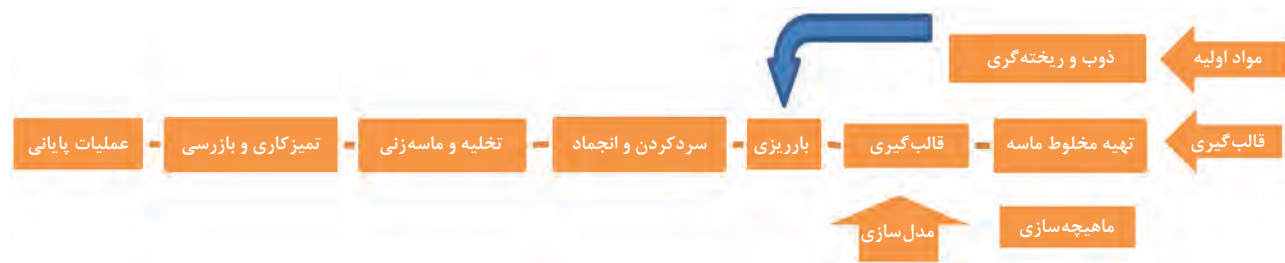 مواد اولیه
ذوب و ریخته‌گری
قالب‌گیری
تهیه مخلوط ماسه
قالب‌گیری
بارریزی
سردکردن و انجماد
تخلیه و ماسه‌زنی
تمیزکاری و بازرسی
عملیات پایانی
ماهیچه‌سازی
مدل‌سازی